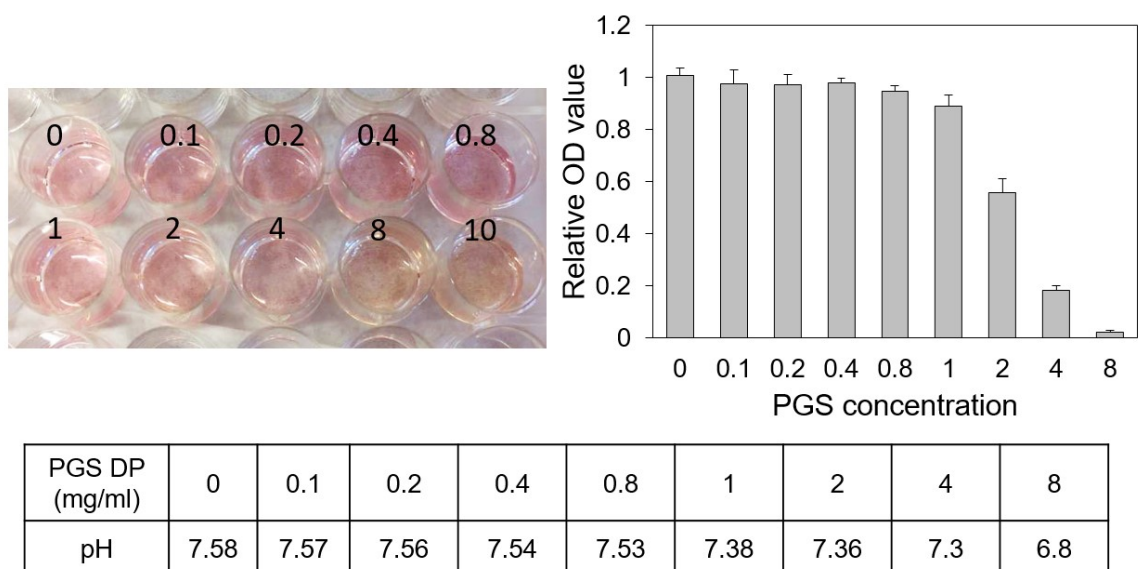 0 0.1 0.2 0.4 0.8
1 2 4 8 10
Relative OD value
1.2
1
0.8
0.6
0.4
0.2
0
0 0.1 0.2 0.4 0.8 1 2 4 8
PGS concentration
PGS DP
(mg/ml)
0 0.1 0.2 0.4 0.8 1 2 4 8
pH 7.58 7.57 7.56 7.54 7.53 7.38 7.36 7.3 6.8